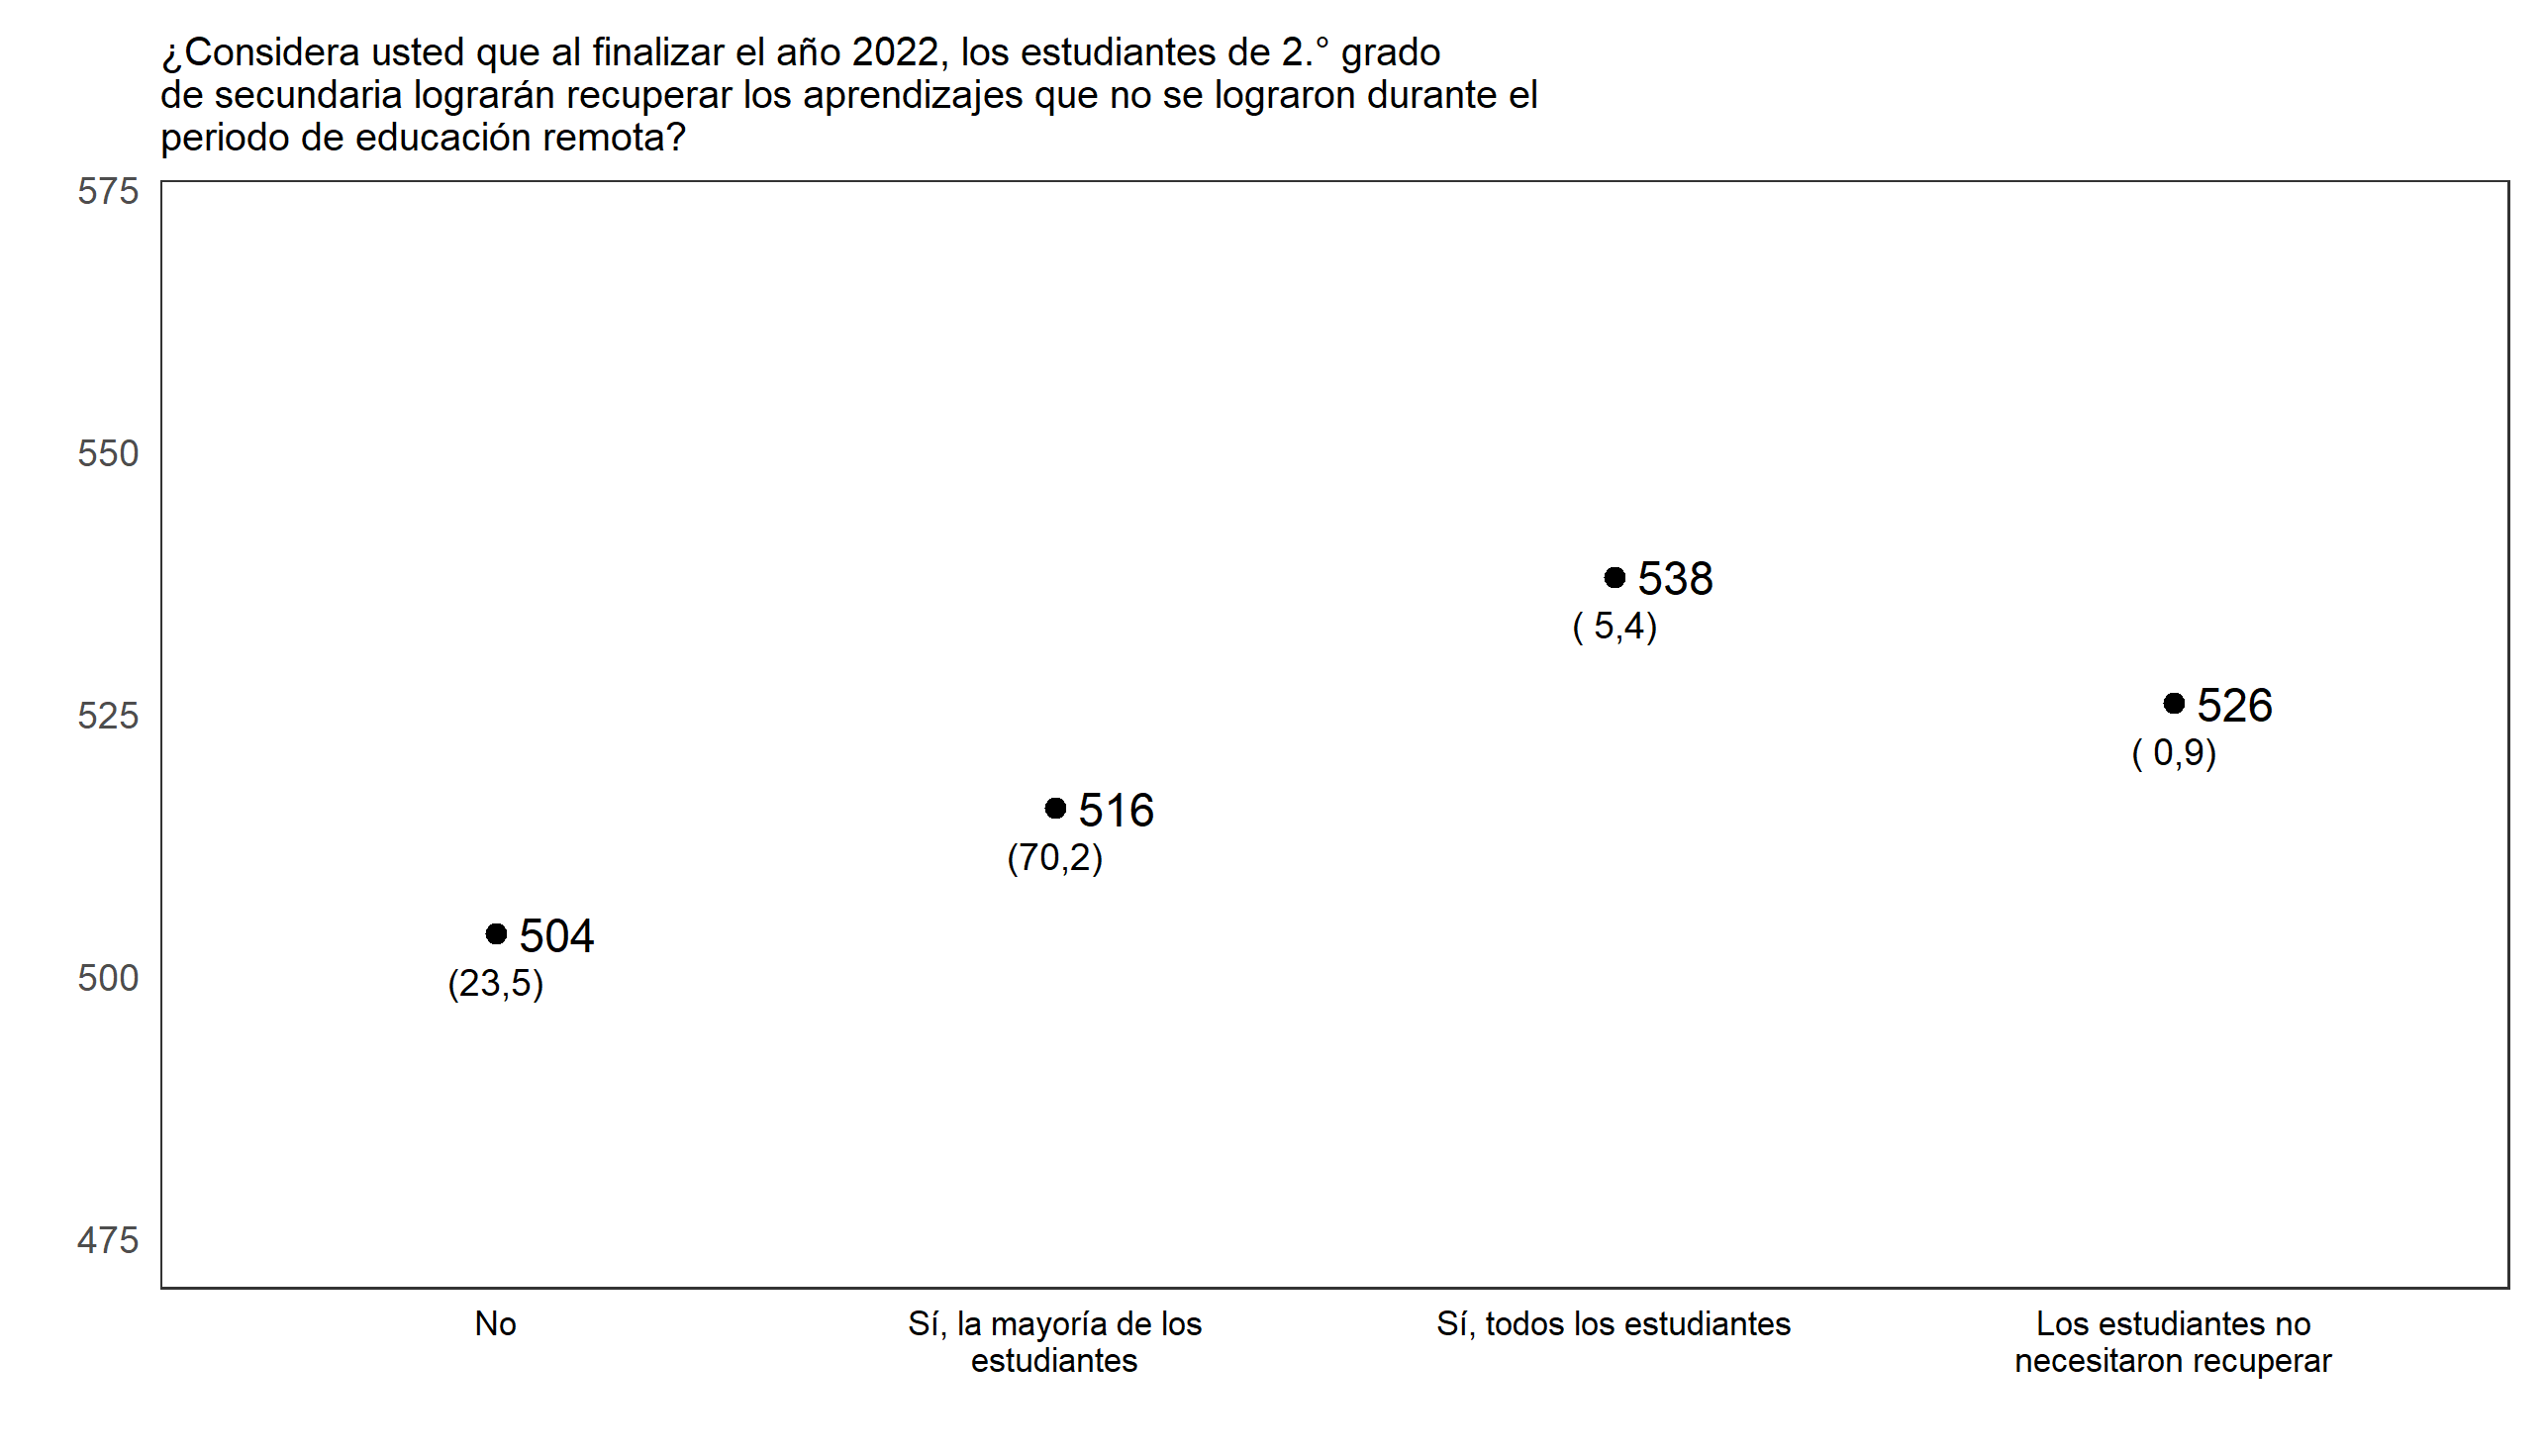 ¿Considera usted que al finalizar el año 2022, los estudiantes de 2.° grado
de secundaria lograrán recuperar los aprendizajes que no se lograron durante el
periodo de educación remota?
575
550
525
500
475
538
( 5,4)
526
( 0,9)
516
(70,2)
504
(23,5)
No
Sí, la mayoría de los
estudiantes
Sí, todos los estudiantes
Los estudiantes no
necesitaron recuperar